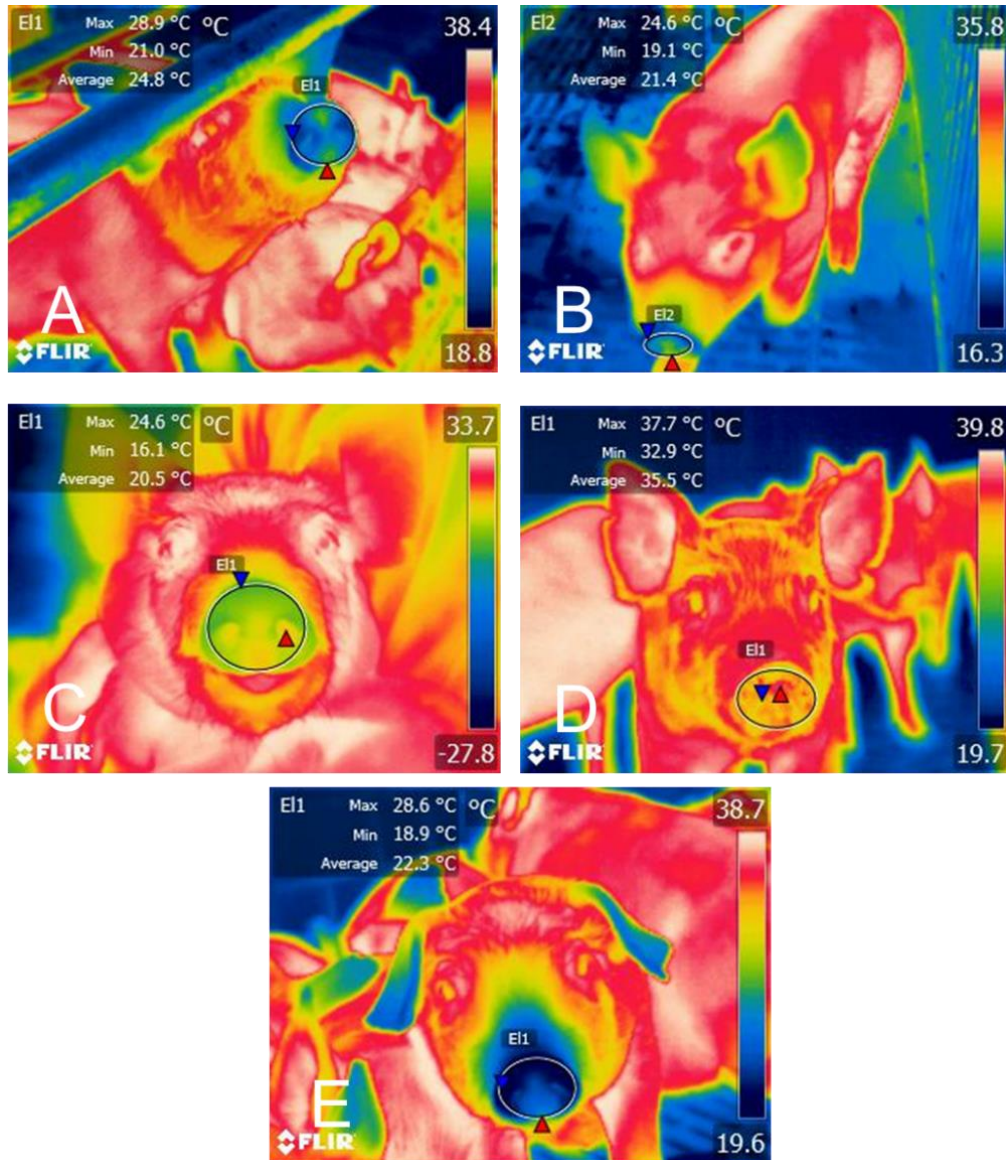 El1 Max 28.9 °C °C 38.4
Min 21.0 °C
Average 24.8 °C
El1
A
FLIR 18.8
El2 Max 24.6 °C °C 35.8
Min 19.1 °C
Average 21.4 °C
B
El2
FLIR 16.3
El1 Max 24.6 °C °C 33.7
Min 16.1 °C
Average 20.5 °C
El1
C
FLIR -27.8
El1 Max 37.7 °C °C 39.8
Min 32.9 °C
Average 35.5 °C
El1
D
FLIR 19.7
El1 Max 28.6 °C °C 38.7
Min 18.9 °C
Average 22.3 °C
El1
E
FLIR 19.6